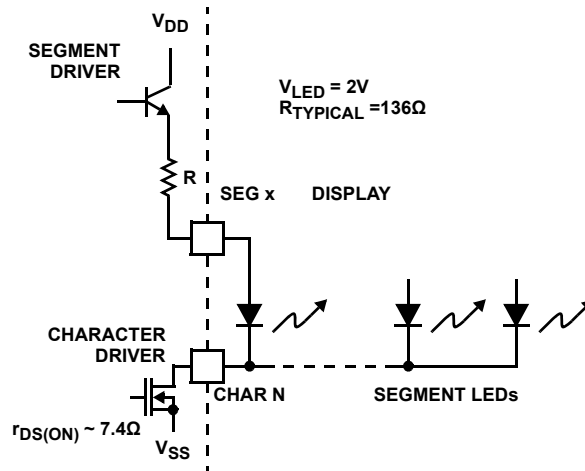 VDD
SEGMENT
DRIVER
VLED = 2V
RTYPICAL =136Ω
R
SEG x
DISPLAY
CHARACTER
DRIVER
CHAR N
SEGMENT LEDs
rDS(ON) ~ 7.4Ω
VSS